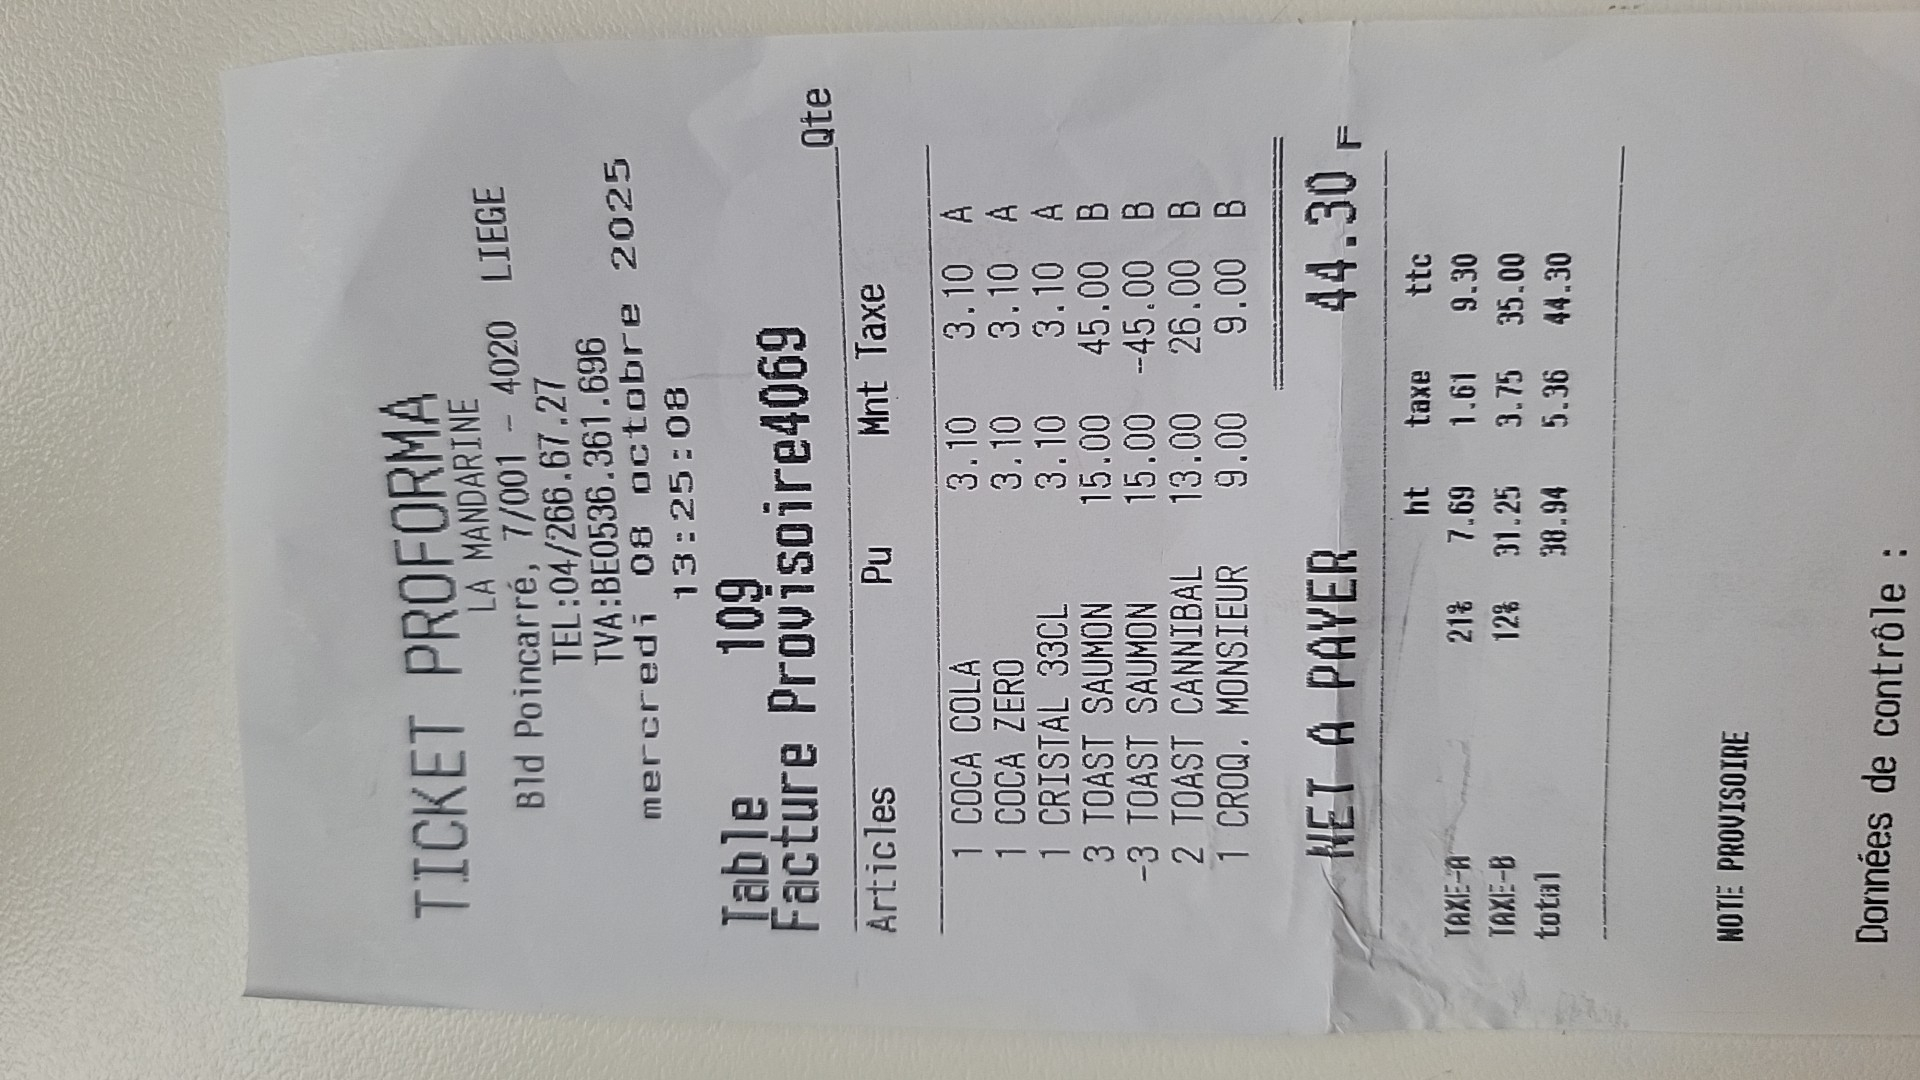 TICKET PROFORMA
LA MANDARINE
Bld Poincarré, 7/001 - 4020 LIEGE
TEL:04/266.67.27
TVA:BE0536.361.696
mercredi 08 octobre 2025
13:25:08
Table 109
Facture Provisoire4069
Qte
Articles Pu Mnt Taxe
1 COCA COLA 3.10 3.10 A
1 COCA ZERO 3.10 3.10 A
1 CRISTAL 33CL 3.10 3.10 A
3 TOAST SAUMON 15.00 45.00 B
-3 TOAST SAUMON 15.00 -45.00 B
2 TOAST CANNIBAL 13.00 26.00 B
1 CROQ. MONSIEUR 9.00 9.00 B
NET A PAYER 44.30 F
ht taxe ttc
TAXE-A 21% 7.69 1.61 9.30
TAXE-B 12% 31.25 3.75 35.00
total 38.94 5.36 44.30
NOTE PROVISOIRE
Données de contrôle :